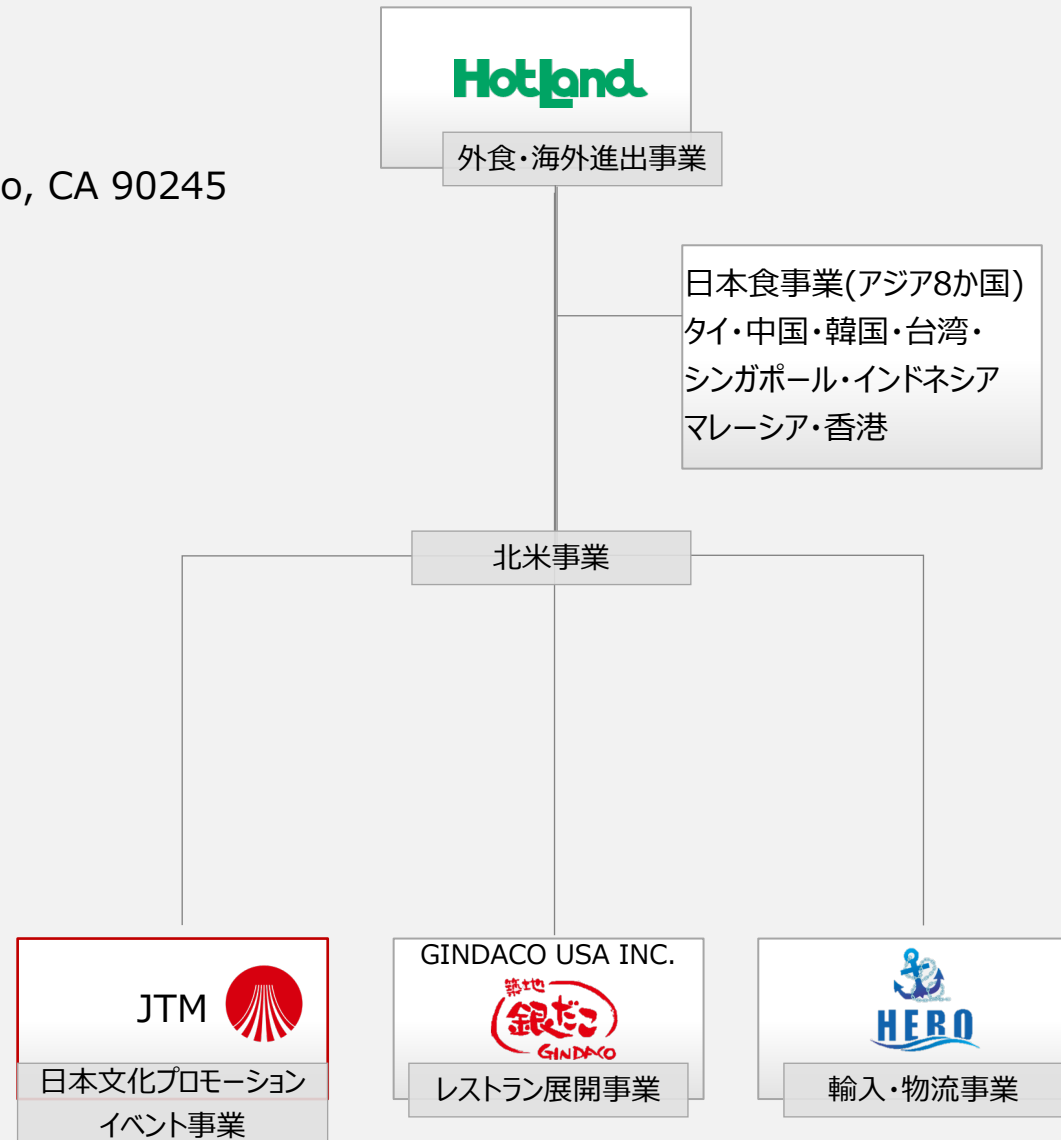 HotLand
外食・海外進出事業
o, CA 90245
日本食事業(アジア8か国)
タイ・中国・韓国・台湾・
シンガポール・インドネシア
マレーシア・香港
北米事業
JTM
日本文化プロモーション
イベント事業
GINDACO USA INC.
築地
銀だこ
GINDACO
レストラン展開事業
HERO
輸入・物流事業